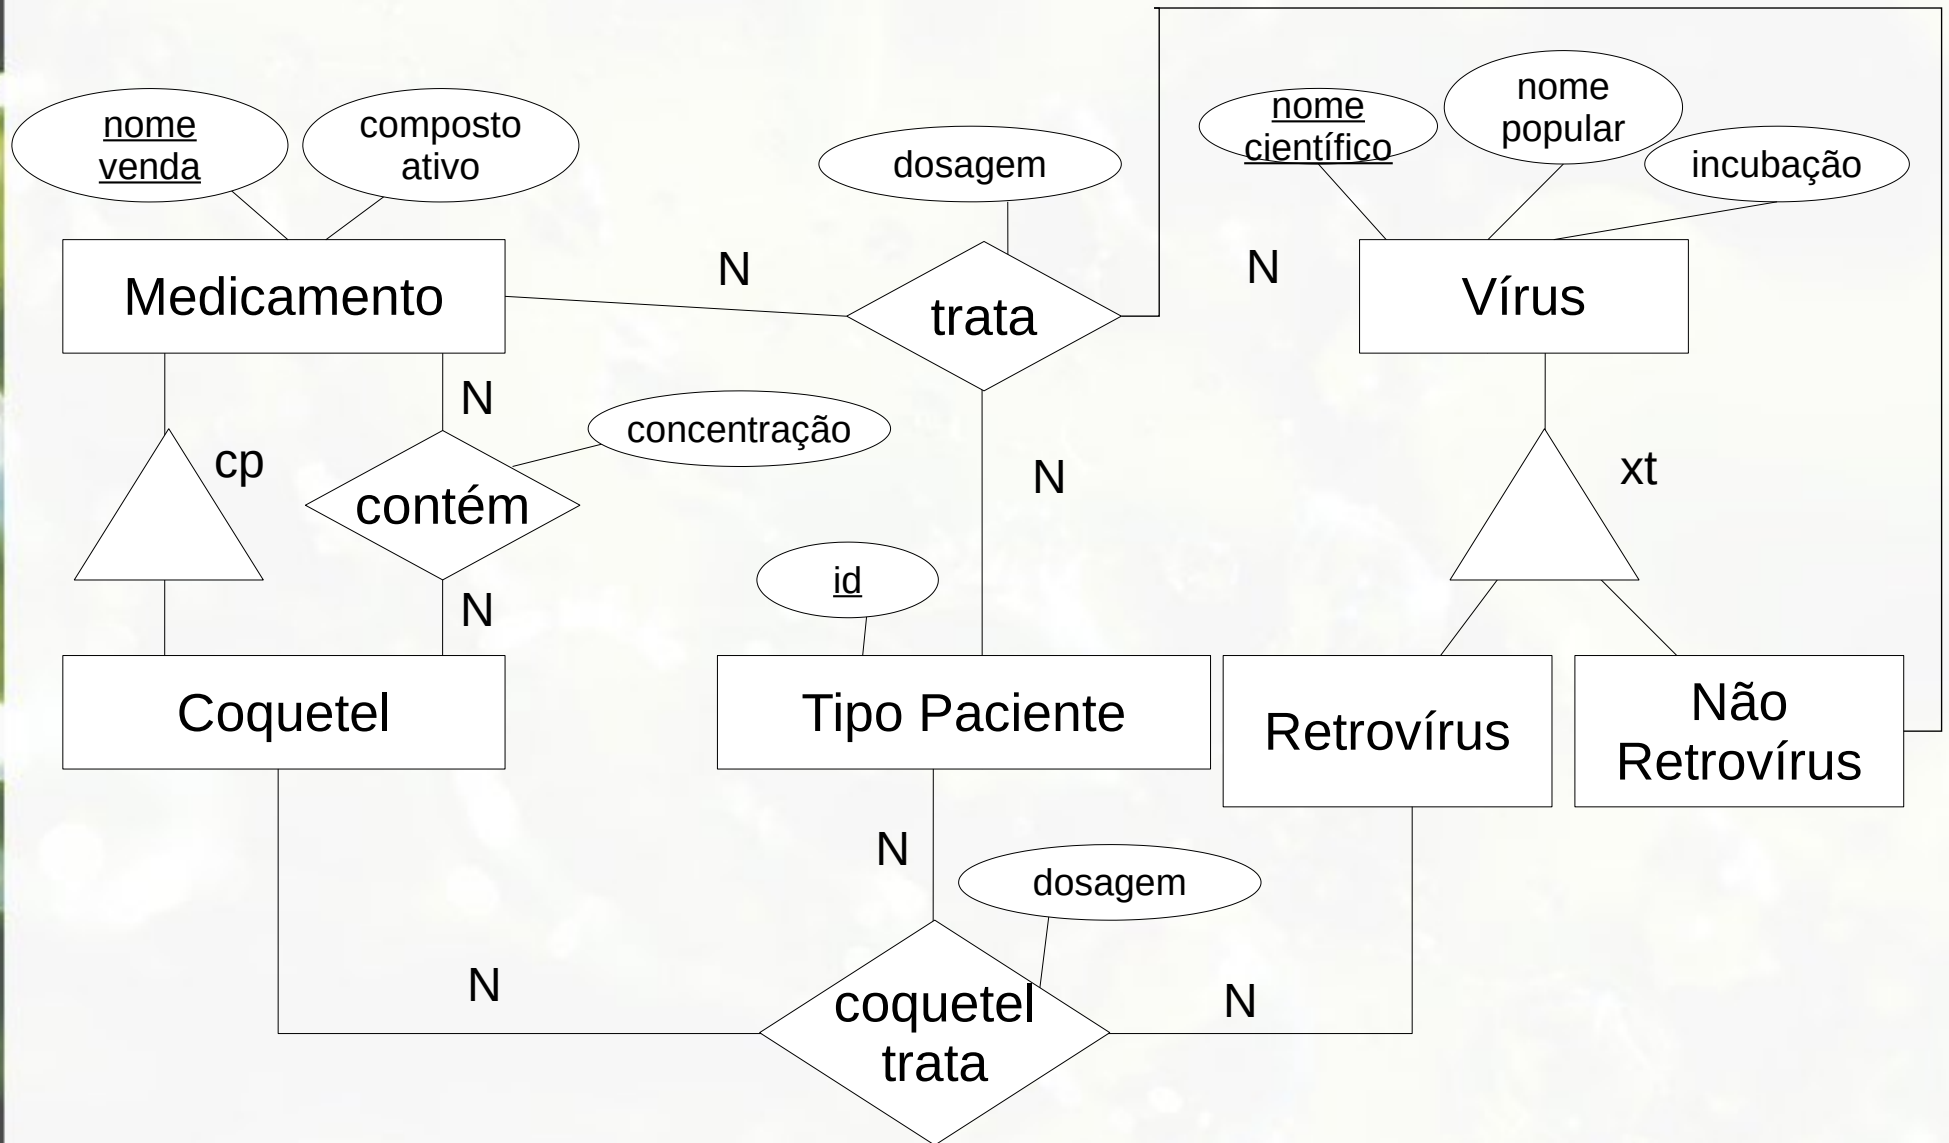 nome
venda
composto
ativo
dosagem
nome
científico
nome
popular
incubação
Medicamento
N
trata
N
Vírus
N
concentração
cp
contém
N
xt
id
N
Coquetel
Tipo Paciente
Retrovírus
Não
Retrovírus
N
dosagem
N
coquetel
trata
N